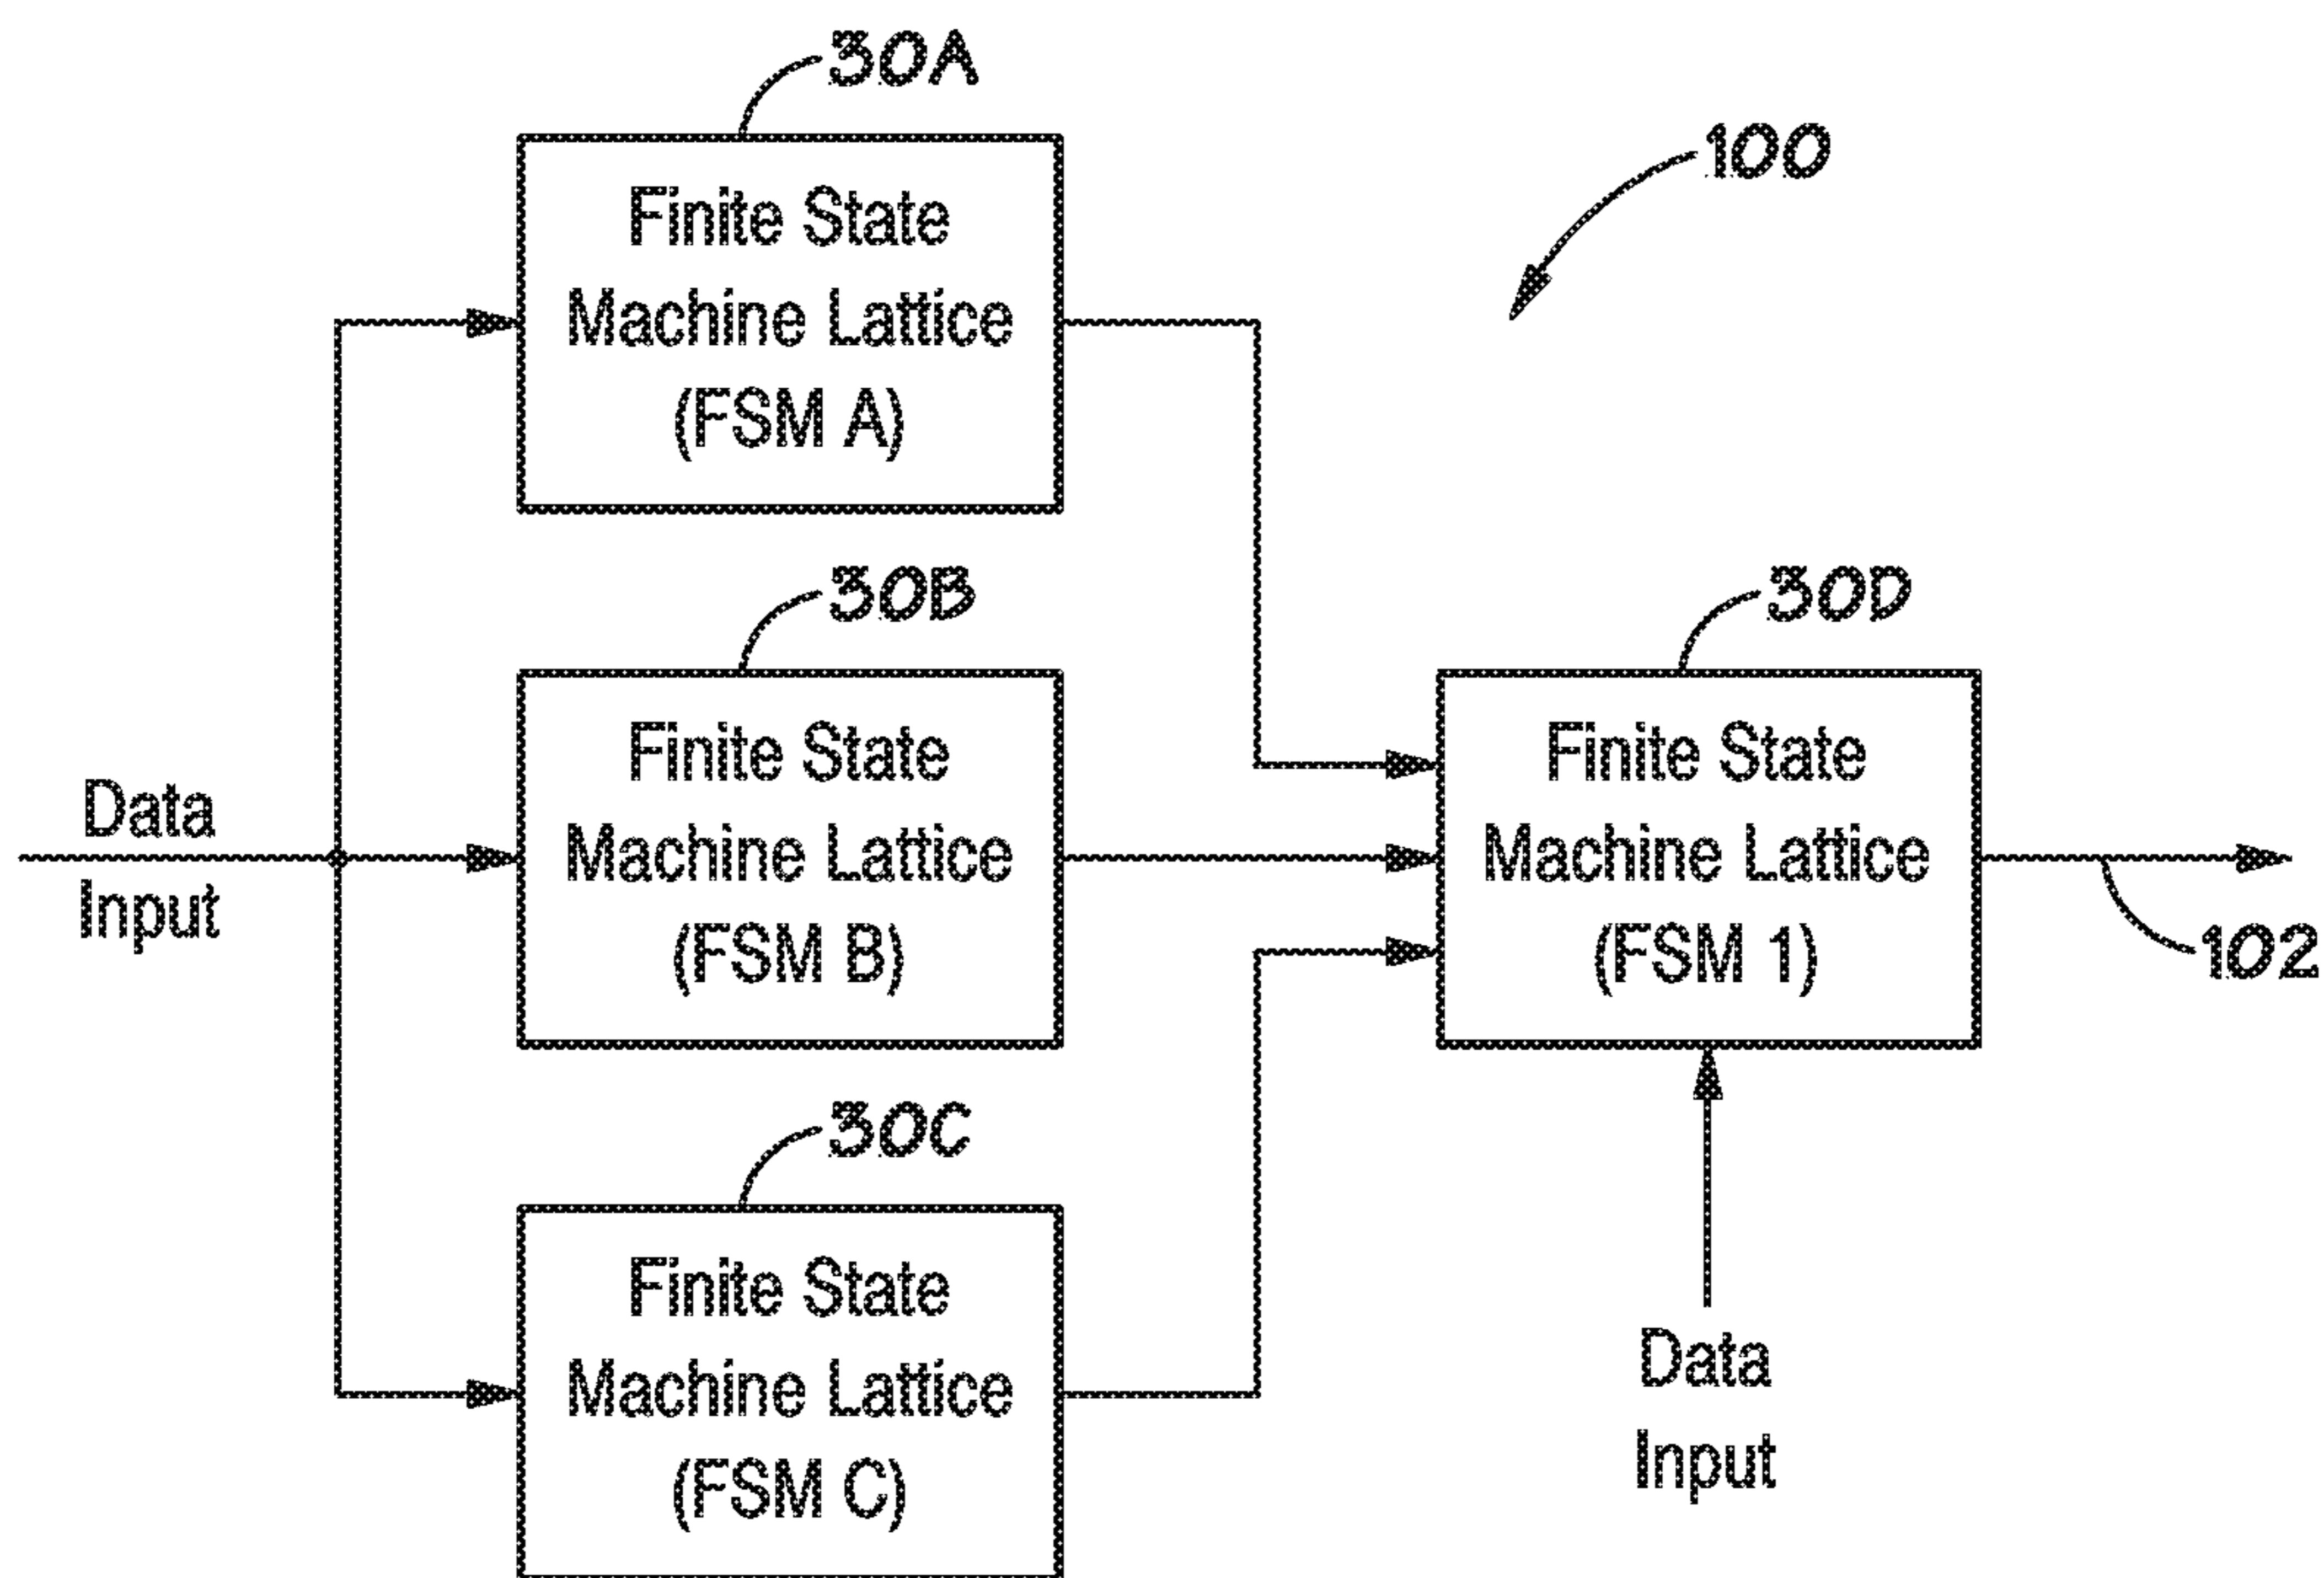 30A
100
Finite State
Machine Lattice
(FSM A)
30B
30D
Finite State
Machine Lattice
(FSM B)
Finite State
Machine Lattice
(FSM 1)
Data
Input
102
30C
Finite State
Machine Lattice
(FSM C)
Data
Input